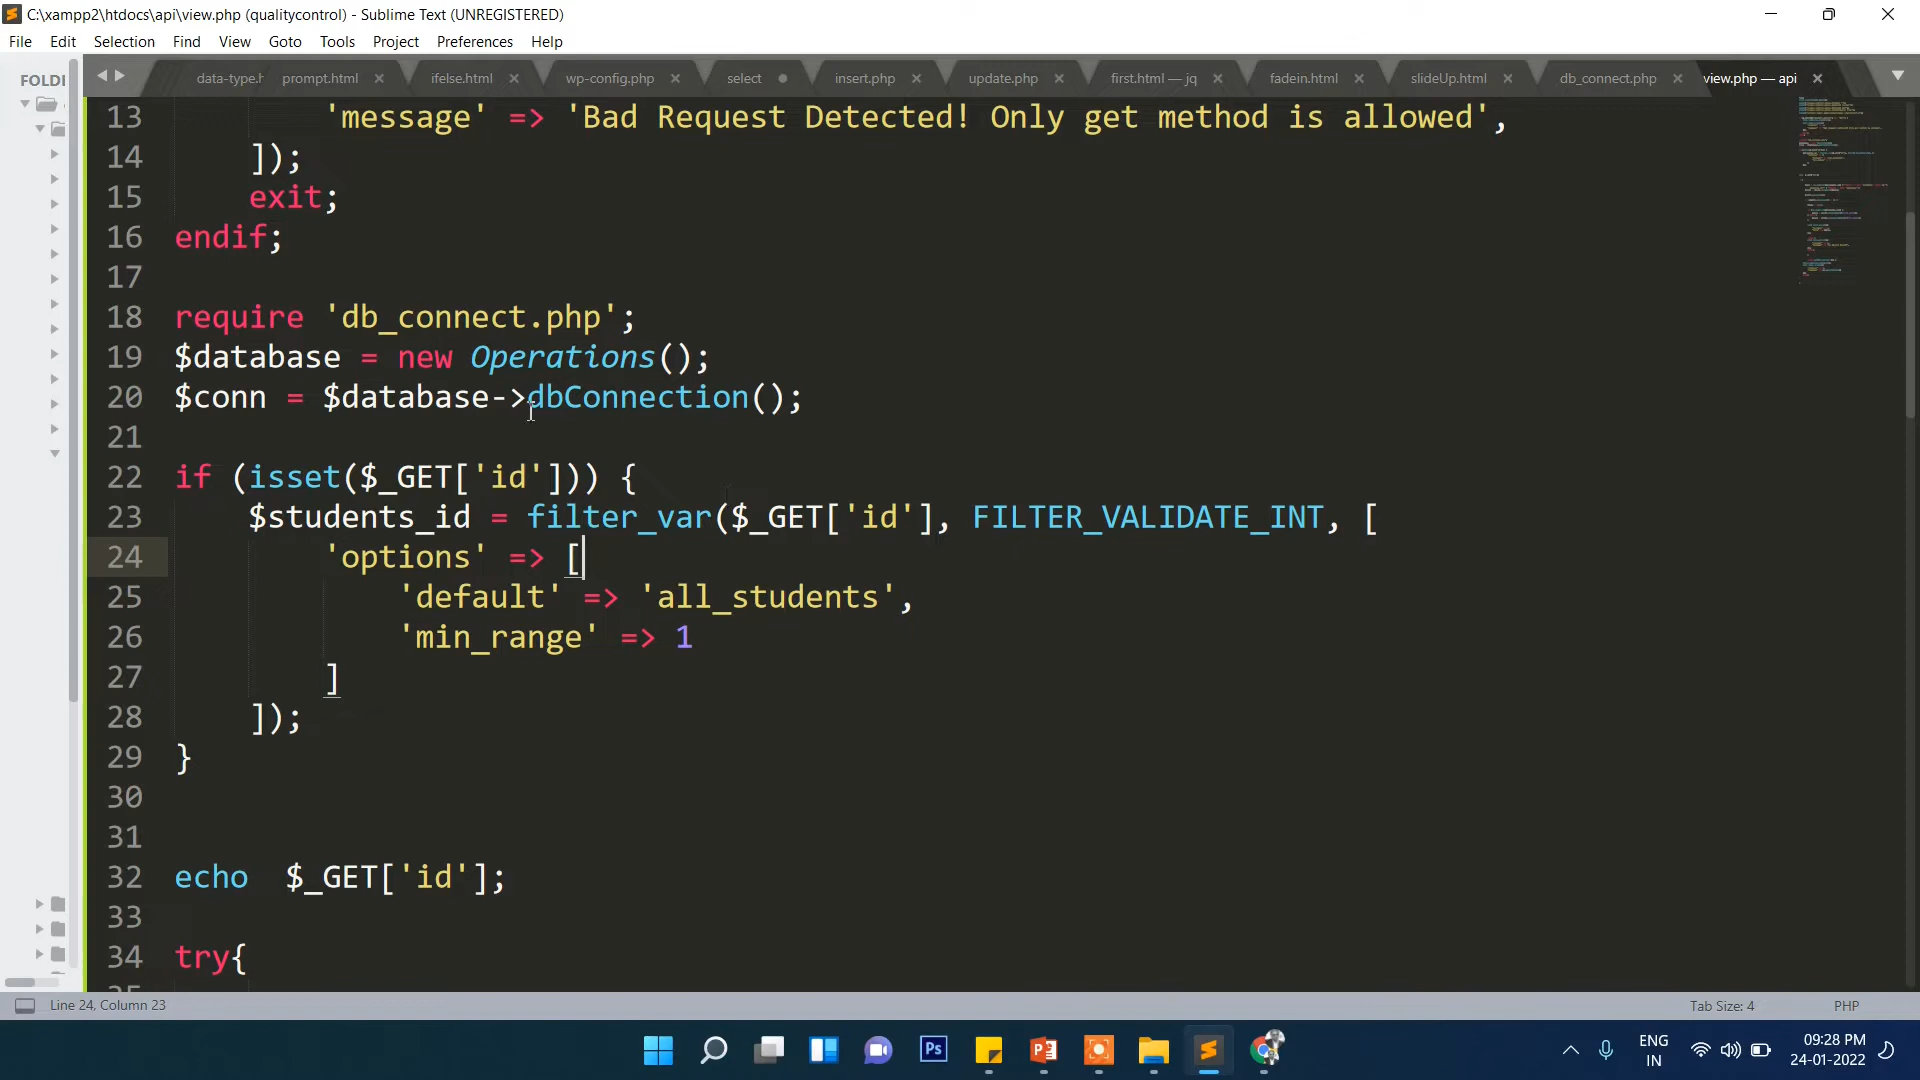 C:\xampp2\htdocs\api\view.php (qualitycontrol) - Sublime Text (UNREGISTERED)
File Edit Selection Find View Goto Tools Project Preferences Help
FOLDI
data-type.h prompt.html ifelse.html wp-config.php select insert.php update.php first.html — jq fadein.html slideUp.html db_connect.php view.php — api
13 'message' => 'Bad Request Detected! Only get method is allowed',
14 ]);
15 exit;
16 endif;
17
18 require 'db_connect.php';
19 $database = new Operations();
20 $conn = $database->dbConnection();
21
22 if (isset($_GET['id'])) {
23 $students_id = filter_var($_GET['id'], FILTER_VALIDATE_INT, [
24 'options' => [
25 'default' => 'all_students',
26 'min_range' => 1
27 ]
28 ]);
29 }
30
31
32 echo  $_GET['id'];
33
34 try{
Line 24, Column 23
Tab Size: 4
PHP
Ps
ENG
IN
09:28 PM
24-01-2022